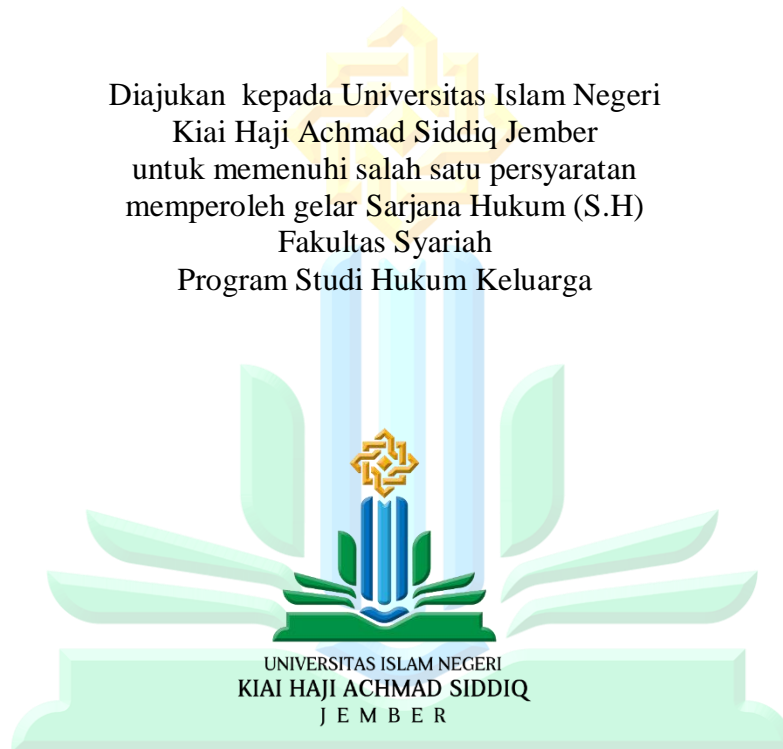 Diajukan kepada Universitas Islam Negeri
Kiai Haji Achmad Siddiq Jember
untuk memenuhi salah satu persyaratan
memperoleh gelar Sarjana Hukum (S.H)
Fakultas Syariah
Program Studi Hukum Keluarga
UNIVERSITAS ISLAM NEGERI
KIAI HAJI ACHMAD SIDDIQ
JEMBER